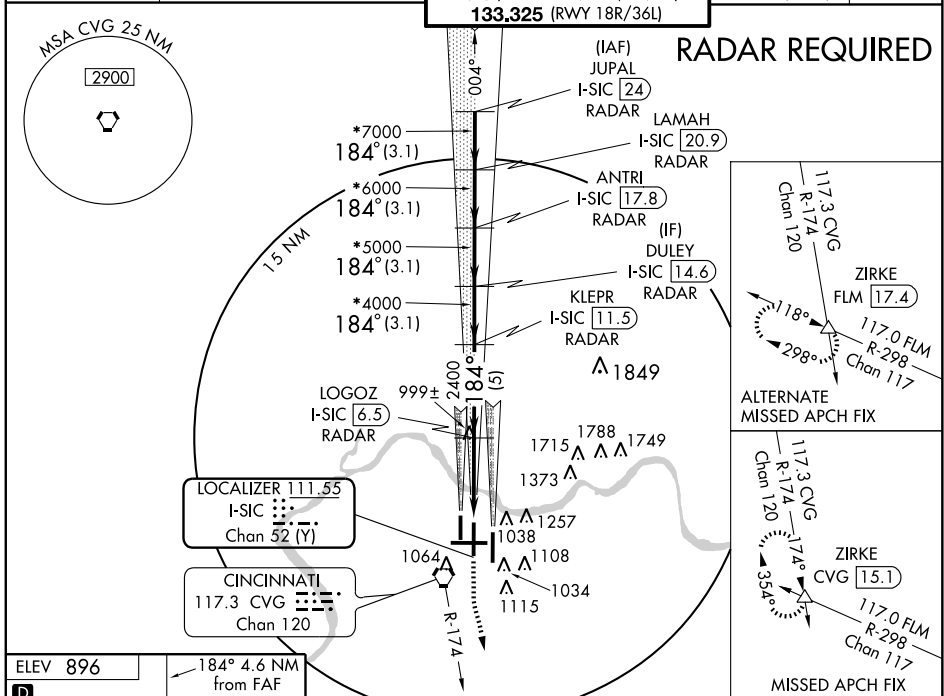 133.325 (RWY 18R/36L)
MSA CVG 25 NM
2900
RADAR REQUIRED
004°
(IAF)
JUPAL
I-SIC 24
RADAR
*7000
184° (3.1)
LAMAH
I-SIC 20.9
RADAR
*6000
184° (3.1)
ANTRI
I-SIC 17.8
RADAR
15 NM
*5000
184° (3.1)
(IF)
DULEY
I-SIC 14.6
RADAR
*4000
184° (3.1)
KLEPR
I-SIC 11.5
RADAR
117.3 CVG
R-174
Chan 120
ZIRKE
FLM 17.4
118°
298°
117.0 FLM
R-298
Chan 117
ALTERNATE
MISSED APCH FIX
1849
2400
184°
(5)
LOGOZ
I-SIC 6.5
RADAR
999±
1715
1788
1749
1373
LOCALIZER 111.55
I-SIC
Chan 52 (Y)
1257
1038
1064
1108
1034
1115
CINCINNATI
117.3 CVG
Chan 120
R-174
117.3 CVG
R-174
Chan 120
174°
354°
ZIRKE
CVG 15.1
117.0 FLM
R-298
Chan 117
MISSED APCH FIX
ELEV 896
D
184° 4.6 NM
from FAF